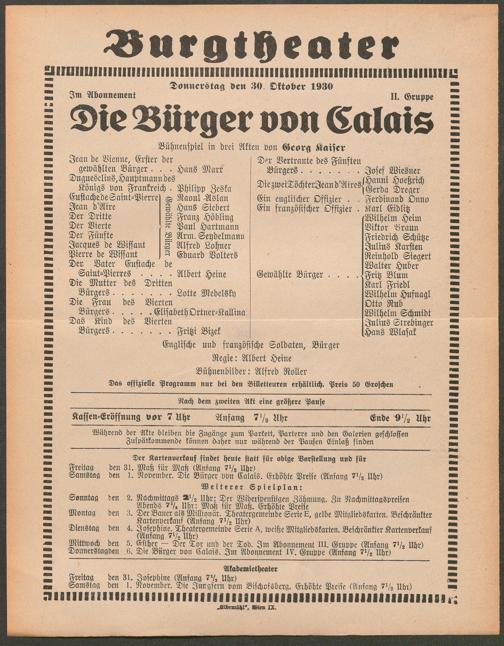 Burgtheater
Donnerstag den 30. Oktober 1930
Im Abonnement II. Gruppe
Die Bürger von Calais
Bühnenspiel in drei Akten von Georg Kaiser
Jean de Vienne, Erster der
gewählten Bürger . . . Hans Marr
Duguesclins, Hauptmann des
Königs von Frankreich . Philipp Zeska
Eustache de Saint-Pierre Raoul Aslan
Jean d'Aire Hans Siebert
Der Dritte Franz Höbling
Der Vierte Paul Hartmann
Der Fünfte Arm. Seydelmann
Jacques de Wissant Alfred Lohner
Pierre de Wissant Eduard Volters
Gewählte Bürger
Der Vater Eustache de
Saint-Pierres . . . . Albert Heine
Die Mutter des Dritten
Bürgers . . . . . Lotte Medelsky
Die Frau des Vierten
Bürgers . . . . Elisabeth Ortner-Kallina
Das Kind des Vierten
Bürgers . . . . . Fritzi Bizek
Der Vertraute des Fünften
Bürgers . . . . . . Josef Wiesner
Die zwei Töchter Jean d'Aires Hanni Hoeßrich
Gerda Dreger
Ein englischer Offizier . . Ferdinand Onno
Ein französischer Offizier . Karl Eidlitz
Gewählte Bürger . . . .
Wilhelm Heim
Viktor Braun
Friedrich Schütze
Julius Karsten
Reinhold Siegert
Walter Huber
Fritz Blum
Karl Friedl
Wilhelm Hufnagl
Otto Rub
Wilhelm Schmidt
Julius Strebinger
Hans Wlasak
Englische und französische Soldaten, Bürger
Regie: Albert Heine
Bühnenbilder: Alfred Roller
Das offizielle Programm nur bei den Billetteuren erhältlich. Preis 50 Groschen
Nach dem zweiten Akt eine größere Pause
Kassen-Eröffnung vor 7 Uhr Anfang 7½ Uhr Ende 9½ Uhr
Während der Akte bleiben die Zugänge zum Parkett, Parterre und den Galerien geschlossen
Zuspätkommende können daher nur während der Pausen Einlaß finden
Der Kartenverkauf findet heute statt für obige Vorstellung und für
Freitag den 31. Maß für Maß (Anfang 7½ Uhr)
Samstag den 1. November. Die Bürger von Calais. Erhöhte Preise (Anfang 7½ Uhr)
Weiterer Spielplan:
Sonntag den 2. Nachmittags 2½ Uhr: Der Widerspenstigen Zähmung. Zu Nachmittagspreisen
Abends 7½ Uhr: Maß für Maß. Erhöhte Preise
Montag den 3. Der Bauer als Millionär. Theatergemeinde Serie E, gelbe Mitgliedskarten. Beschränkter
Kartenverkauf (Anfang 7½ Uhr)
Dienstag den 4. Josephine. Theatergemeinde Serie A, weiße Mitgliedskarten. Beschränkter Kartenverkauf
(Anfang 7½ Uhr)
Mittwoch den 5. Esther — Der Tor und der Tod. Im Abonnement III. Gruppe (Anfang 7½ Uhr)
Donnerstag den 6. Die Bürger von Calais. Im Abonnement IV. Gruppe (Anfang 7½ Uhr)
Akademietheater
Freitag den 31. Josephine (Anfang 7½ Uhr)
Samstag den 1. November. Die Jungfern vom Bischofsberg. Erhöhte Preise (Anfang 7½ Uhr)
„Elbemühl", Wien IX.